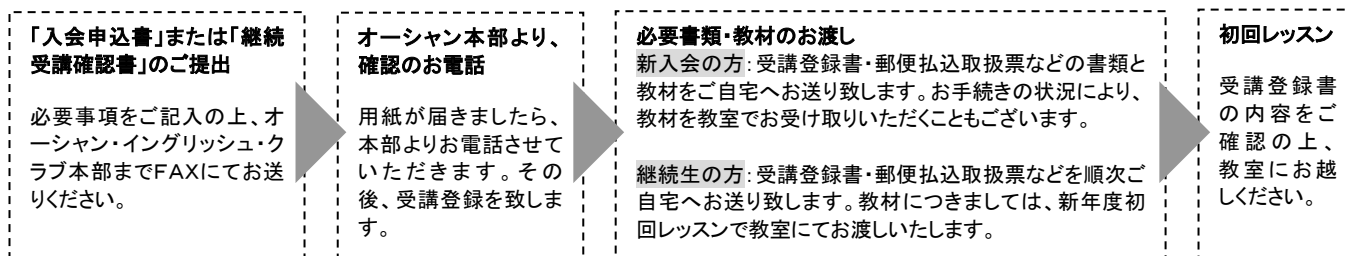 「入会申込書」または「継続
受講確認書」のご提出
必要事項をご記入の上、オ
ーシャン・イングリッシュ・ク
ラブ本部までFAXにてお送
りください。
オーシャン本部より、
確認のお電話
用紙が届きましたら、
本部よりお電話させて
いただきます。その
後、受講登録を致しま
す。
必要書類・教材のお渡し
新入会の方:受講登録書・郵便払込取扱票などの書類と
教材をご自宅へお送り致します。お手続きの状況により、
教材を教室でお受け取りいただくこともございます。
継続生の方:受講登録書・郵便払込取扱票などを順次ご
自宅へお送り致します。教材につきましては、新年度初
回レッスンで教室にてお渡しいたします。
初回レッスン
受講登録書
の内容をご
確認の上、
教室にお越
しください。